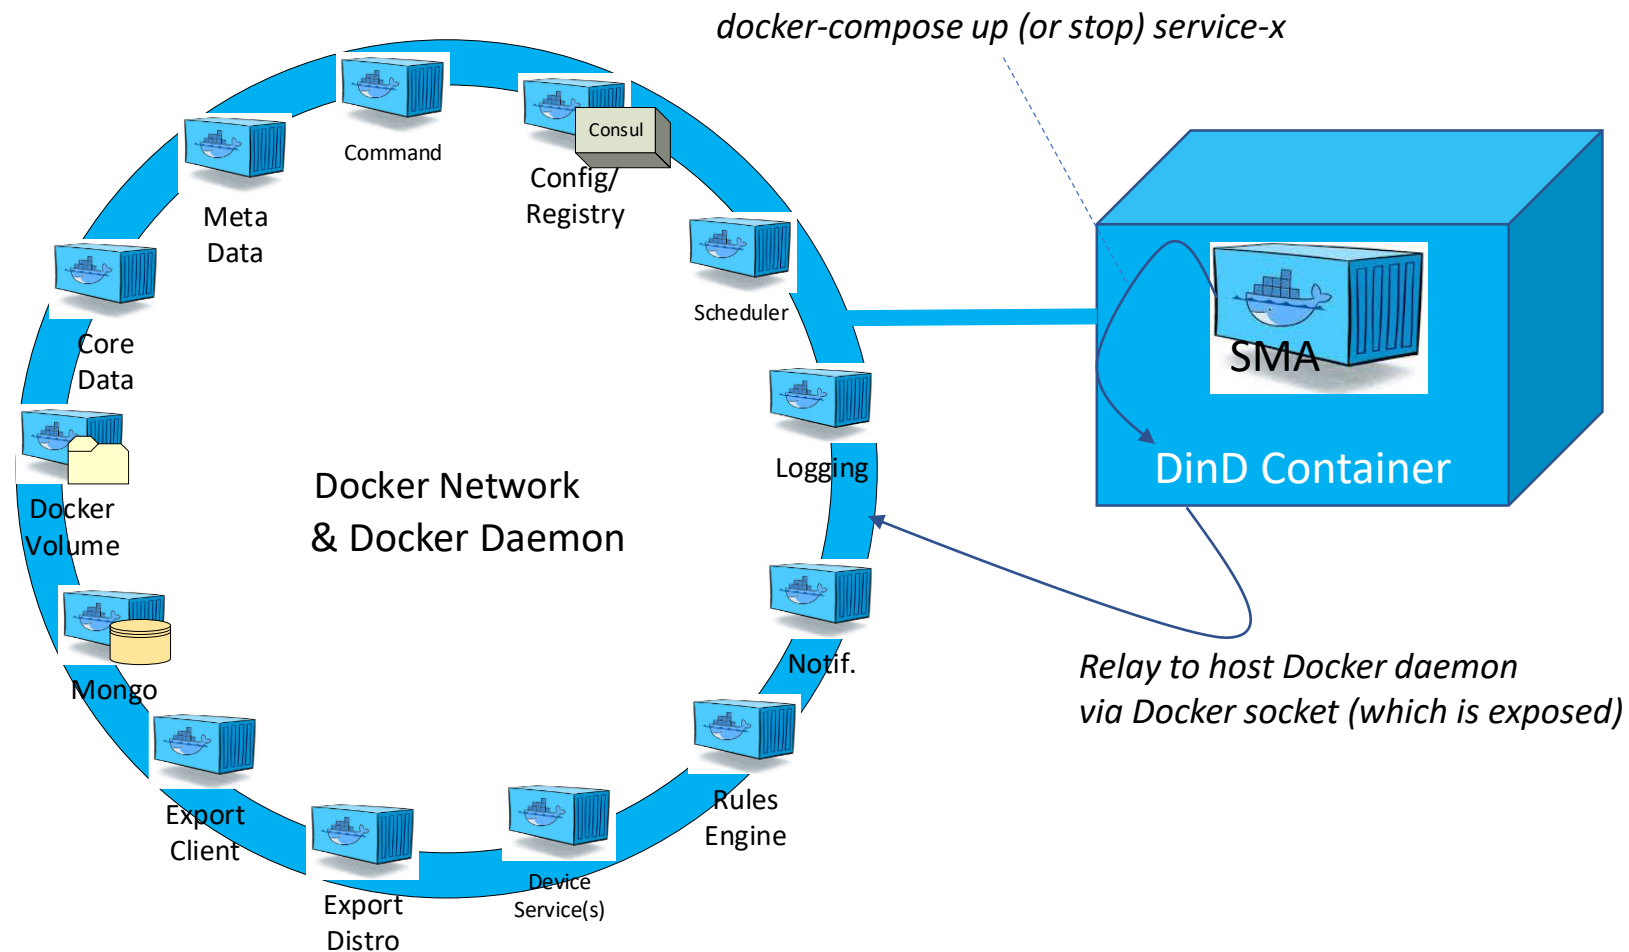 docker-compose up (or stop) service-x
Command
Consul
Config/
Registry
Meta
Data
Scheduler
Core
Data
SMA
Logging
DinD Container
Docker
Volume
Docker Network
& Docker Daemon
Notif.
Mongo
Relay to host Docker daemon
via Docker socket (which is exposed)
Rules
Engine
Export
Client
Device
Service(s)
Export
Distro